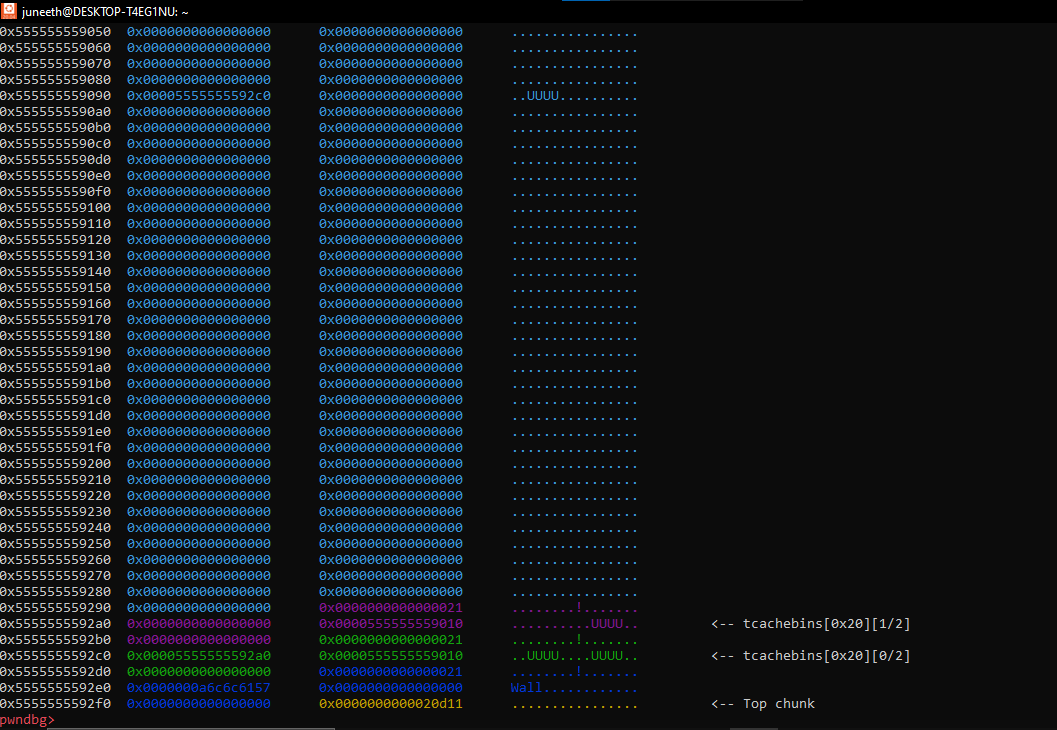 juneeth@DESKTOP-T4EG1NU: ~
0x555555559050 0x0000000000000000 0x0000000000000000 ................
0x555555559060 0x0000000000000000 0x0000000000000000 ................
0x555555559070 0x0000000000000000 0x0000000000000000 ................
0x555555559080 0x0000000000000000 0x0000000000000000 ................
0x555555559090 0x00005555555592c0 0x0000000000000000 ..UUUU..........
0x5555555590a0 0x0000000000000000 0x0000000000000000 ................
0x5555555590b0 0x0000000000000000 0x0000000000000000 ................
0x5555555590c0 0x0000000000000000 0x0000000000000000 ................
0x5555555590d0 0x0000000000000000 0x0000000000000000 ................
0x5555555590e0 0x0000000000000000 0x0000000000000000 ................
0x5555555590f0 0x0000000000000000 0x0000000000000000 ................
0x555555559100 0x0000000000000000 0x0000000000000000 ................
0x555555559110 0x0000000000000000 0x0000000000000000 ................
0x555555559120 0x0000000000000000 0x0000000000000000 ................
0x555555559130 0x0000000000000000 0x0000000000000000 ................
0x555555559140 0x0000000000000000 0x0000000000000000 ................
0x555555559150 0x0000000000000000 0x0000000000000000 ................
0x555555559160 0x0000000000000000 0x0000000000000000 ................
0x555555559170 0x0000000000000000 0x0000000000000000 ................
0x555555559180 0x0000000000000000 0x0000000000000000 ................
0x555555559190 0x0000000000000000 0x0000000000000000 ................
0x5555555591a0 0x0000000000000000 0x0000000000000000 ................
0x5555555591b0 0x0000000000000000 0x0000000000000000 ................
0x5555555591c0 0x0000000000000000 0x0000000000000000 ................
0x5555555591d0 0x0000000000000000 0x0000000000000000 ................
0x5555555591e0 0x0000000000000000 0x0000000000000000 ................
0x5555555591f0 0x0000000000000000 0x0000000000000000 ................
0x555555559200 0x0000000000000000 0x0000000000000000 ................
0x555555559210 0x0000000000000000 0x0000000000000000 ................
0x555555559220 0x0000000000000000 0x0000000000000000 ................
0x555555559230 0x0000000000000000 0x0000000000000000 ................
0x555555559240 0x0000000000000000 0x0000000000000000 ................
0x555555559250 0x0000000000000000 0x0000000000000000 ................
0x555555559260 0x0000000000000000 0x0000000000000000 ................
0x555555559270 0x0000000000000000 0x0000000000000000 ................
0x555555559280 0x0000000000000000 0x0000000000000000 ................
0x555555559290 0x0000000000000000 0x0000000000000021 ........!.......
0x5555555592a0 0x0000000000000000 0x0000555555559010 ..........UUUU.. <-- tcachebins[0x20][1/2]
0x5555555592b0 0x0000000000000000 0x0000000000000021 ........!.......
0x5555555592c0 0x00005555555592a0 0x0000555555559010 ..UUUU....UUUU.. <-- tcachebins[0x20][0/2]
0x5555555592d0 0x0000000000000000 0x0000000000000021 ........!.......
0x5555555592e0 0x0000000a6c6c6157 0x0000000000000000 Wall............
0x5555555592f0 0x0000000000000000 0x0000000000020d11 ................ <-- Top chunk
pwndbg>